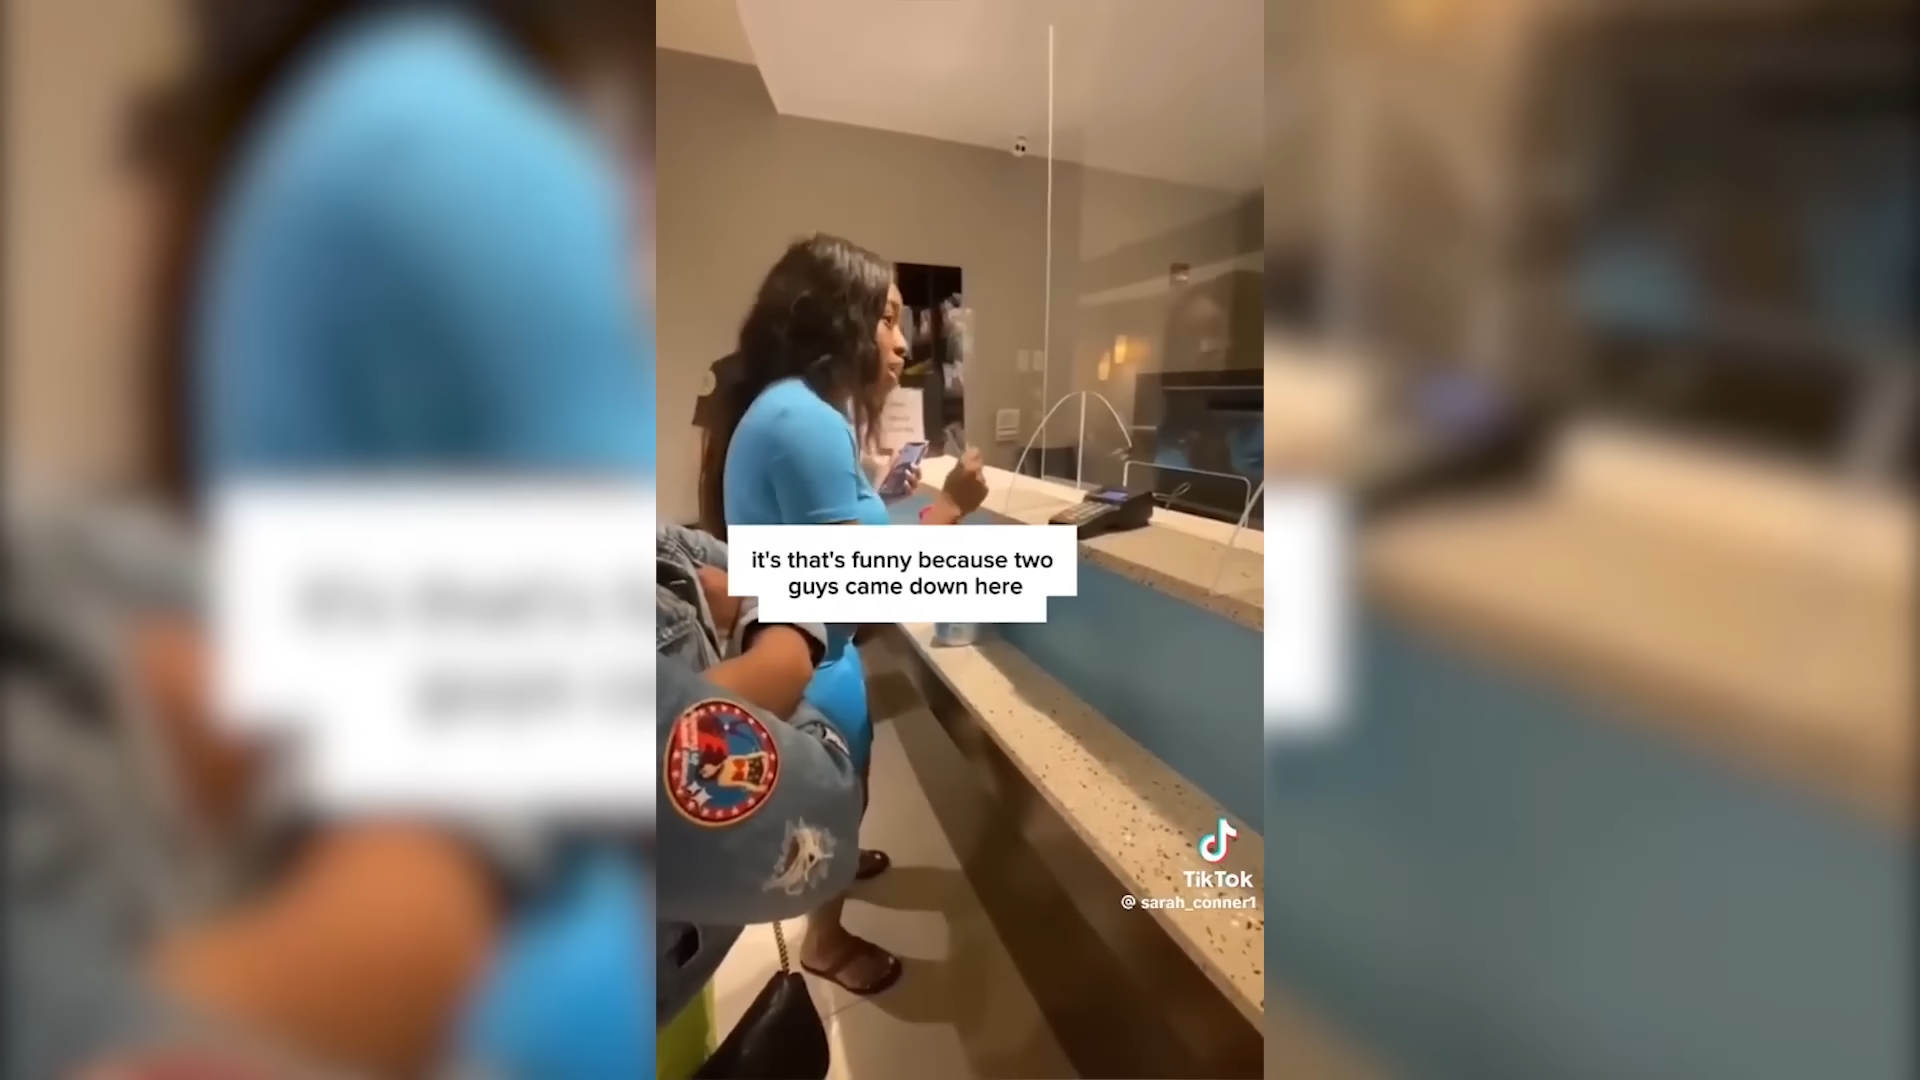 it's that's funny because two
guys came down here
TikTok
@ sarah_conner1